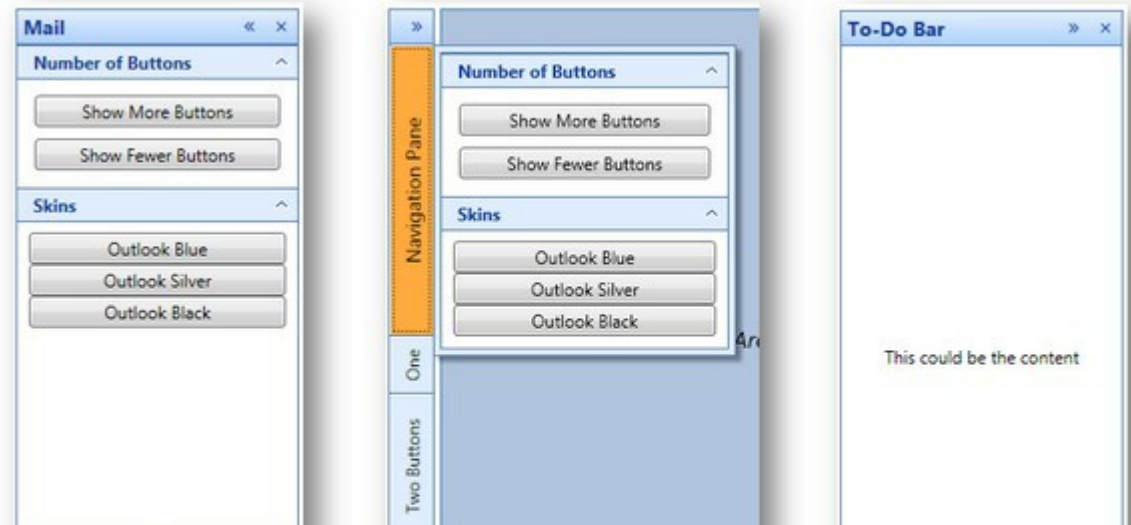 Mail
Number of Buttons
Show More Buttons
Show Fewer Buttons
Skins
Outlook Blue
Outlook Silver
Outlook Black
Navigation Pane
One
Two Buttons
Number of Buttons
Show More Buttons
Show Fewer Buttons
Skins
Outlook Blue
Outlook Silver
Outlook Black
To-Do Bar
This could be the content